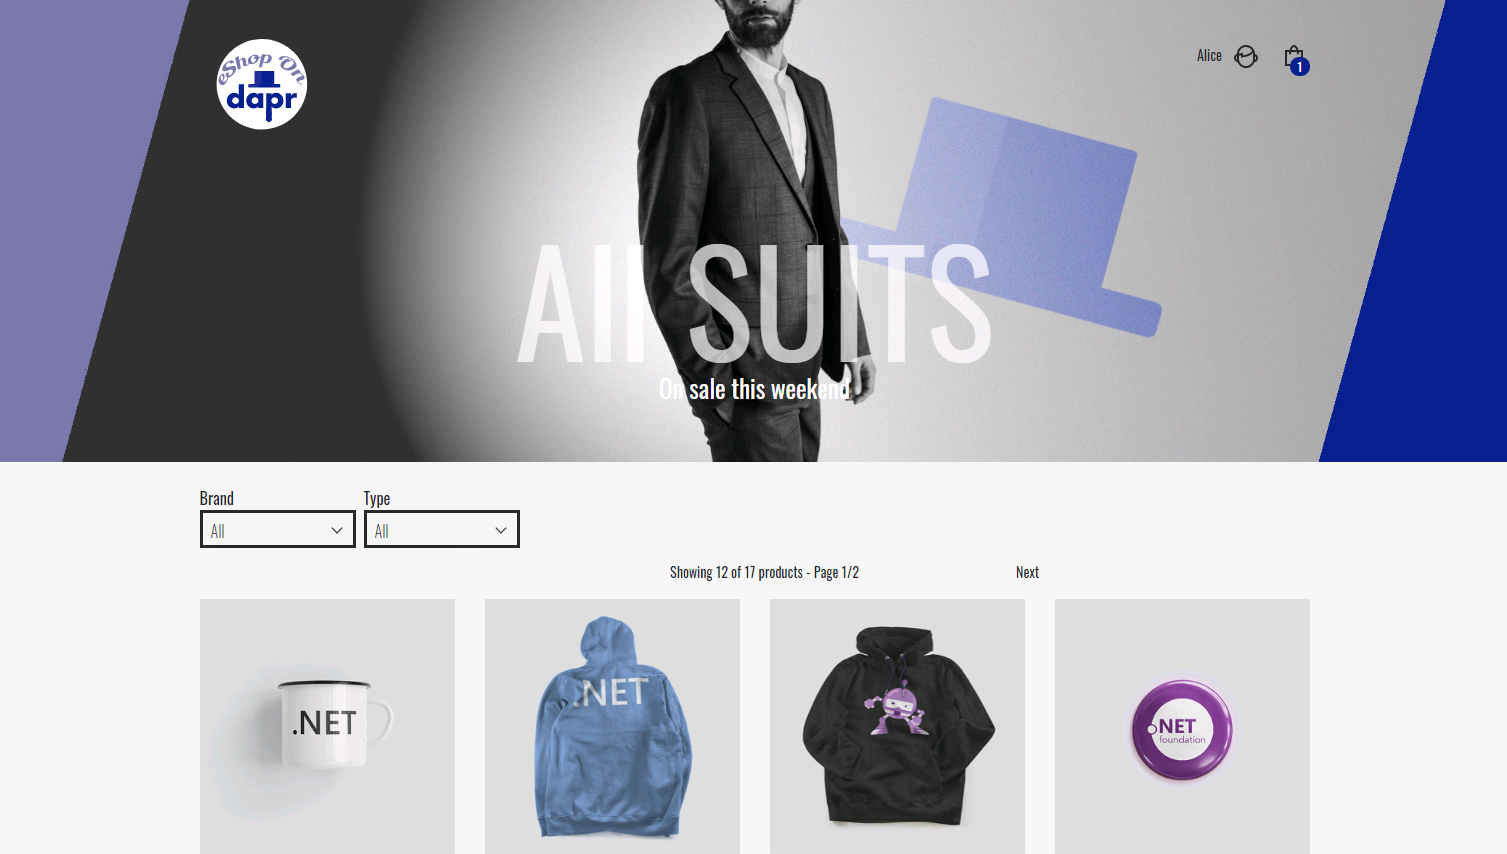 eShop On
dapr
Alice
1
All SUITS
On sale this weekend
Brand
Type
All
All
Showing 12 of 17 products - Page 1/2
Next
.NET
.NET
.NET
foundation